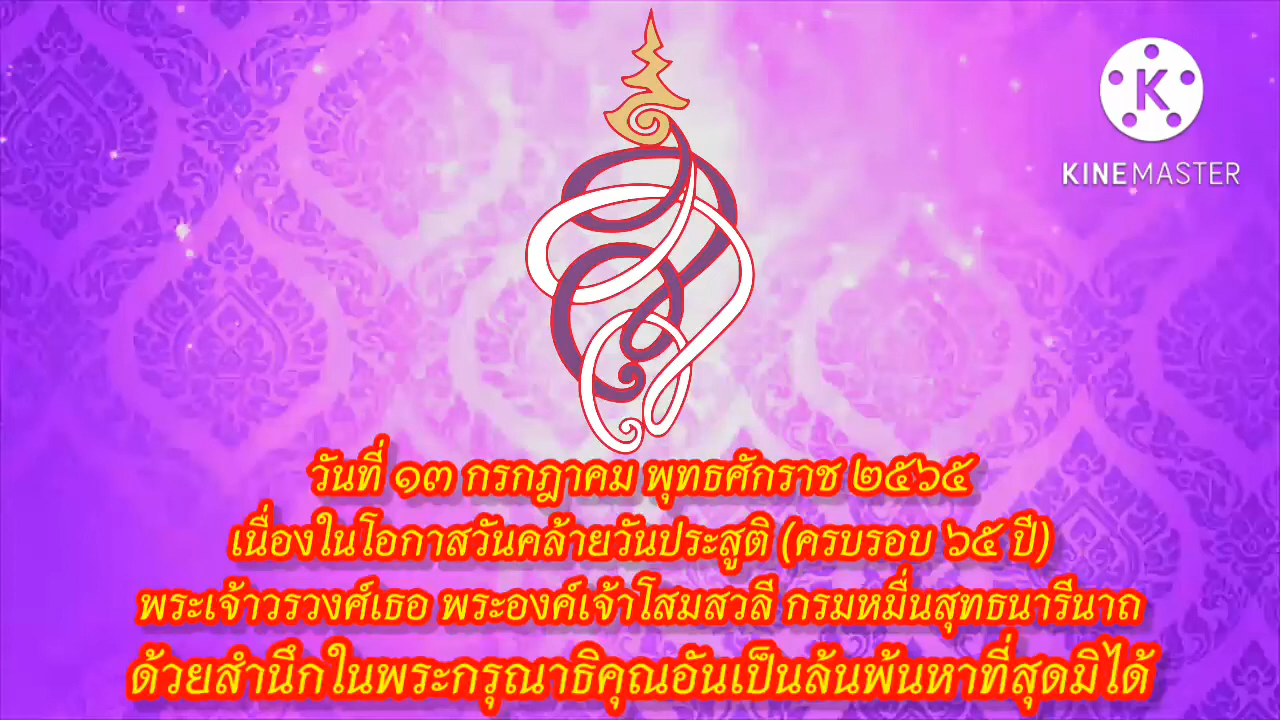 K
KINEMASTER
วันที่ ๑๓ กรกฎาคม พุทธศักราช ๒๕๖๕
เนื่องในโอกาสวันคล้ายวันประสูติ (ครบรอบ ๖๕ ปี)
พระเจ้าวรวงศ์เธอ พระองค์เจ้าโสมสวลี กรมหมื่นสุทธนารีนาถ
ด้วยสำนึกในพระกรุณาธิคุณอันเป็นล้นพ้นหาที่สุดมิได้